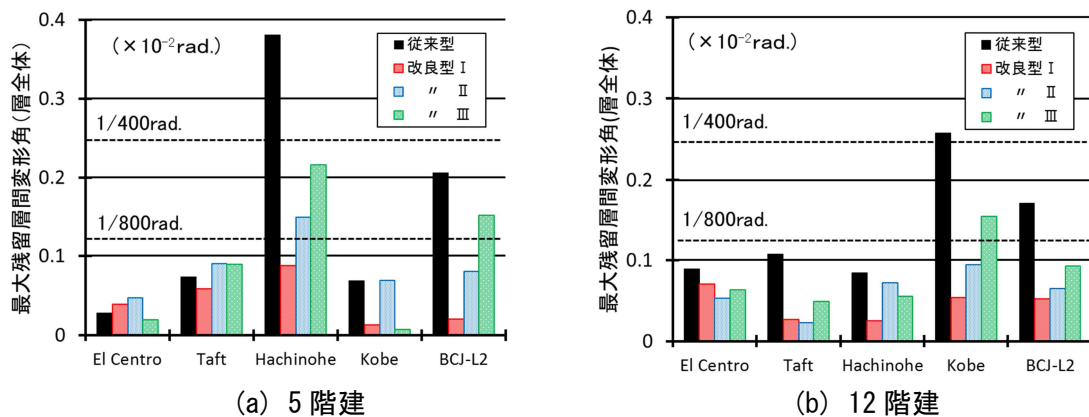 最大残留層間変形角(層全体)
0.4
0.3
0.2
0.1
0
(×10⁻²rad.)
従来型
改良型Ⅰ
〃 Ⅱ
〃 Ⅲ
1/400rad.
1/800rad.
El Centro Taft Hachinohe Kobe BCJ-L2
(a) 5階建
最大残留層間変形角(層全体)
0.4
0.3
0.2
0.1
0
(×10⁻²rad.)
従来型
改良型Ⅰ
〃 Ⅱ
〃 Ⅲ
1/400rad.
1/800rad.
El Centro Taft Hachinohe Kobe BCJ-L2
(b) 12階建